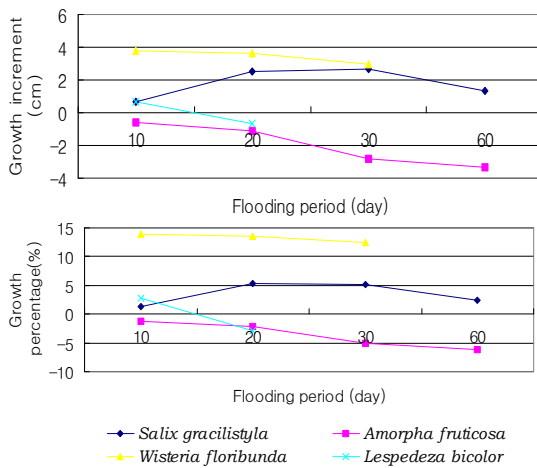 Growth increment
(cm)
6
4
2
0
-2
-4
10
20
30
60
Flooding period (day)
Growth
percentage(%)
15
10
5
0
-5
-10
10
20
30
60
Flooding period (day)
Salix gracilistyla
Amorpha fruticosa
Wisteria floribunda
Lespedeza bicolor